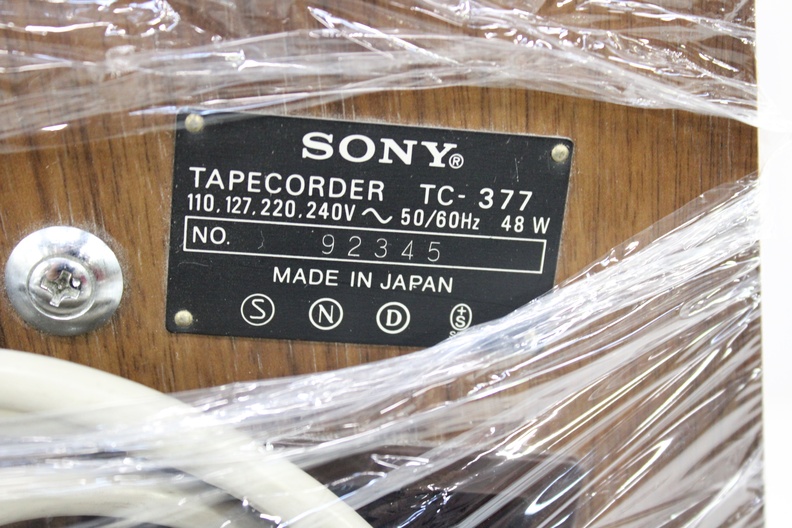 SONY®
TAPECORDER TC-377
110,127,220,240V ~ 50/60Hz 48 W
NO. 92345
MADE IN JAPAN
S N D +S